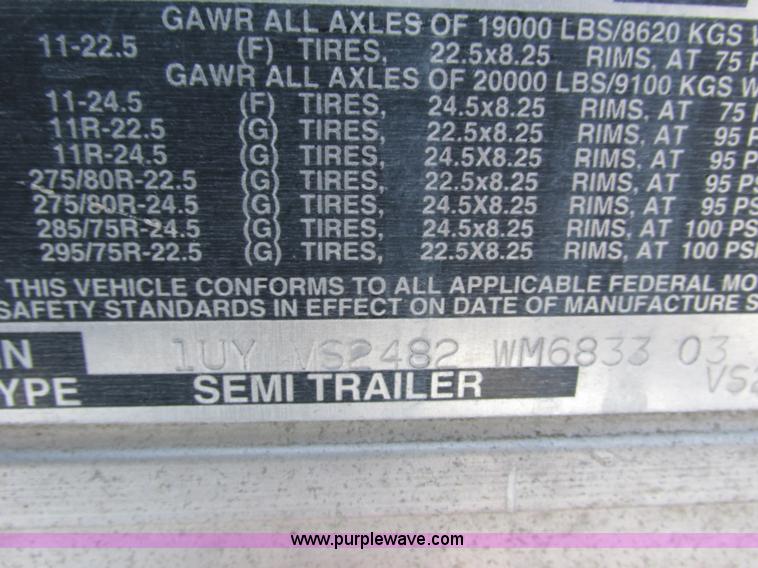 GAWR ALL AXLES OF 19000 LBS/8620 KGS W
11-22.5 (F) TIRES, 22.5x8.25 RIMS, AT 75 P
GAWR ALL AXLES OF 20000 LBS/9100 KGS W
11-24.5 (F) TIRES, 24.5x8.25 RIMS, AT 75 P
11R-22.5 (G) TIRES, 22.5x8.25 RIMS, AT 95 P
11R-24.5 (G) TIRES, 24.5X8.25 RIMS, AT 95 PS
275/80R-22.5 (G) TIRES, 22.5x8.25 RIMS, AT 95 PS
275/80R-24.5 (G) TIRES, 24.5X8.25 RIMS, AT 95 PS
285/75R-24.5 (G) TIRES, 24.5x8.25 RIMS, AT 100 PS
295/75R-22.5 (G) TIRES, 22.5X8.25 RIMS, AT 100 PSI
THIS VEHICLE CONFORMS TO ALL APPLICABLE FEDERAL MO
SAFETY STANDARDS IN EFFECT ON DATE OF MANUFACTURE S
IN 1UY VS2482 WM6833 03
YPE SEMI TRAILER VS2
www.purplewave.com